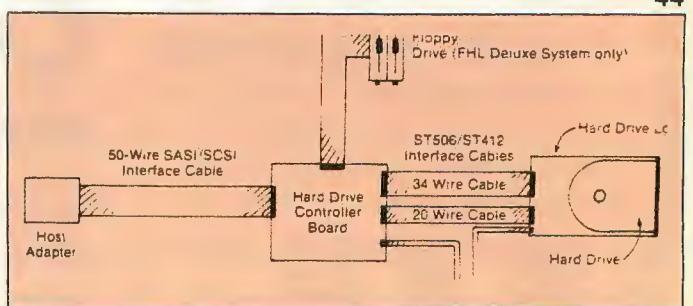 44
Floppy
Drive (FHL Deluxe System only)
50-Wire SASI/SCSI
Interface Cable
ST506/ST412
Interface Cables
Hard Drive
34 Wire Cable
20 Wire Cable
Hard Drive
Controller
Board
Host
Adapter
Hard Drive